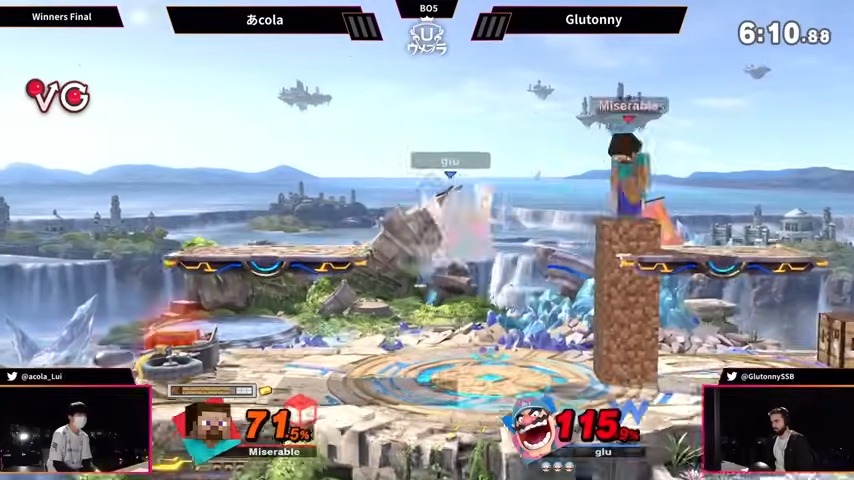 Winners Final
あcola
BO5
Glutonny
ウメブラ
6:10.88
VG
Miserable
glu
@acola_Lui
@GlutonnySSB
71.5%
115.9%
Miserable
glu